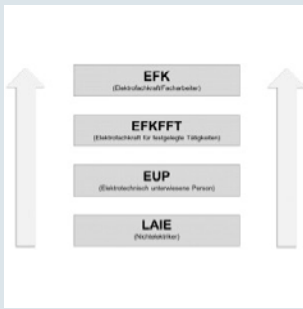 EFK
(Elektrofachkraft/Facharbeiter)
EFKFFT
(Elektrofachkraft für festgelegte Tätigkeiten)
EUP
(Elektrotechnisch unterwiesene Person)
LAIE
(Nichtelektriker)